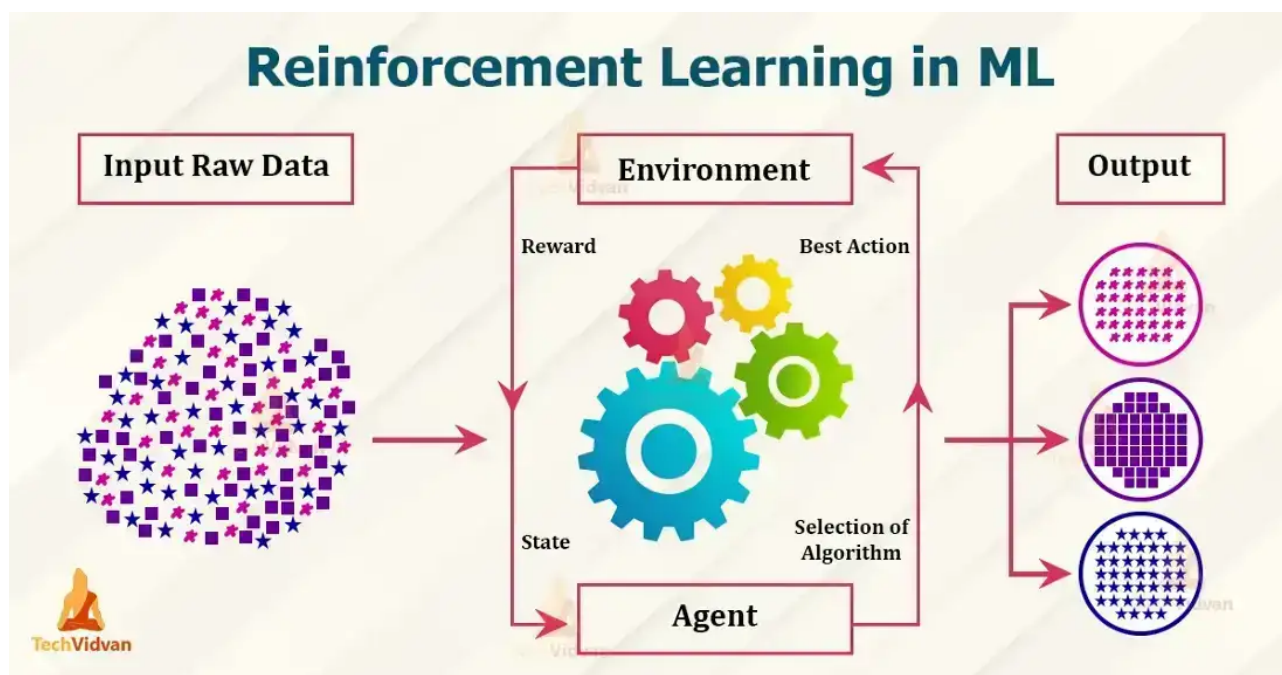 Reinforcement Learning in ML
Input Raw Data
Environment
Output
Reward
Best Action
State
Selection of
Algorithm
Agent
TechVidvan